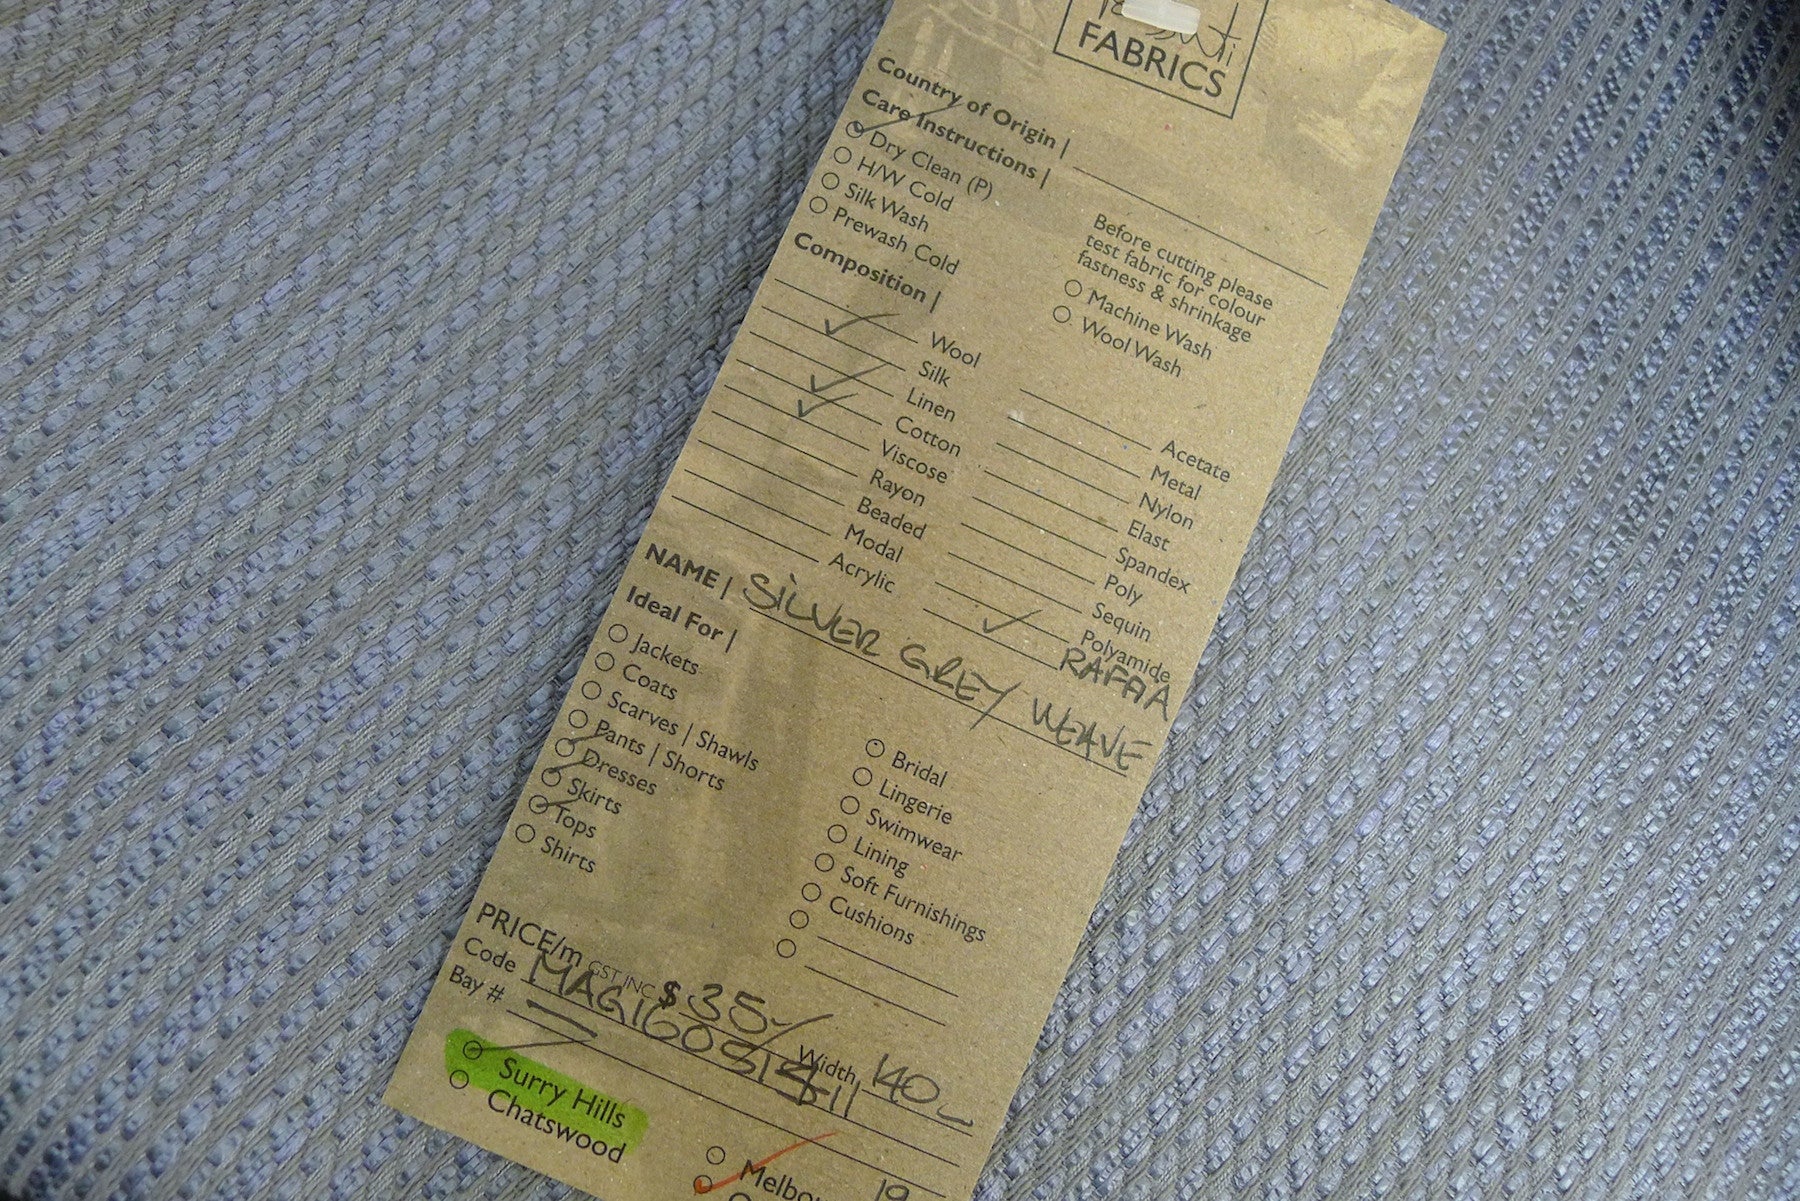 FABRICS
Country of Origin |
Care Instructions |
Dry Clean (P)
H/W Cold
Silk Wash
Prewash Cold
Before cutting please
test fabric for colour
fastness & shrinkage
Machine Wash
Wool Wash
Composition |
Wool
Silk
Linen
Cotton
Viscose
Rayon
Beaded
Modal
Acrylic
Acetate
Metal
Nylon
Elast
Spandex
Poly
Sequin
Polyamide
RAFFIA
NAME | SILVER GREY WEAVE
Ideal For |
Jackets
Coats
Scarves | Shawls
Pants | Shorts
Dresses
Skirts
Tops
Shirts
Bridal
Lingerie
Swimwear
Lining
Soft Furnishings
Cushions
PRICE/m GST INC $ 35 Width 140
Code
Bay #
Surry Hills
Chatswood
19